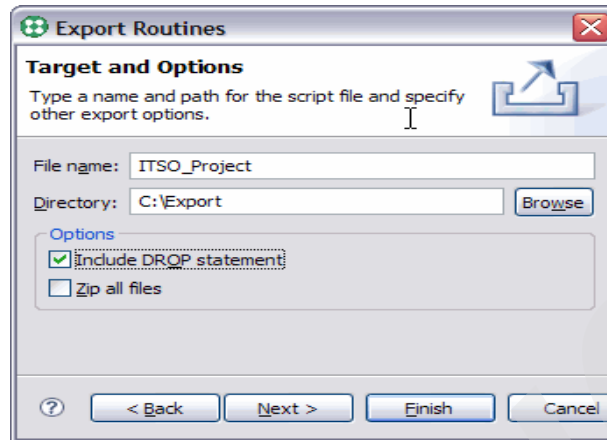 Export Routines
Target and Options
Type a name and path for the script file and specify
other export options.
File name: ITSO_Project
Directory: C:\Export Browse
Options
Include DROP statement
Zip all files
? < Back Next > Finish Cancel